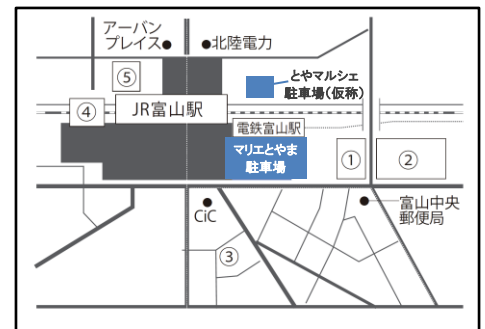 アーバン
プレイス
北陸電力
⑤
とやマルシェ
駐車場(仮称)
④
JR富山駅
電鉄富山駅
マリエとやま
駐車場
①
②
CiC
富山中央
郵便局
③